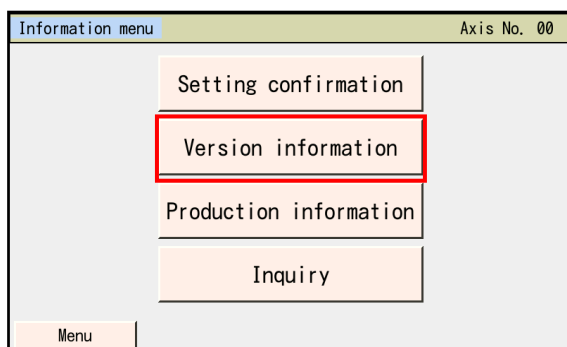 Information menu Axis No. 00
Setting confirmation
Version information
Production information
Inquiry
Menu